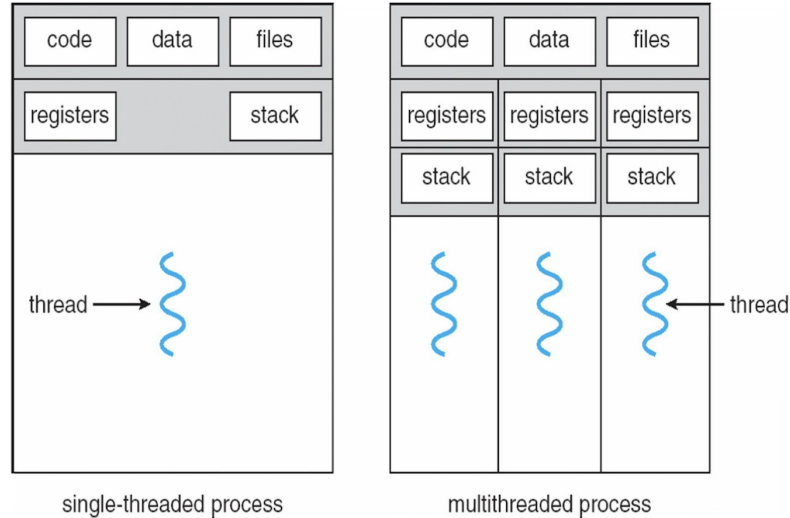 code data files
registers stack
thread
single-threaded process
code data files
registers registers registers
stack stack stack
thread
multithreaded process